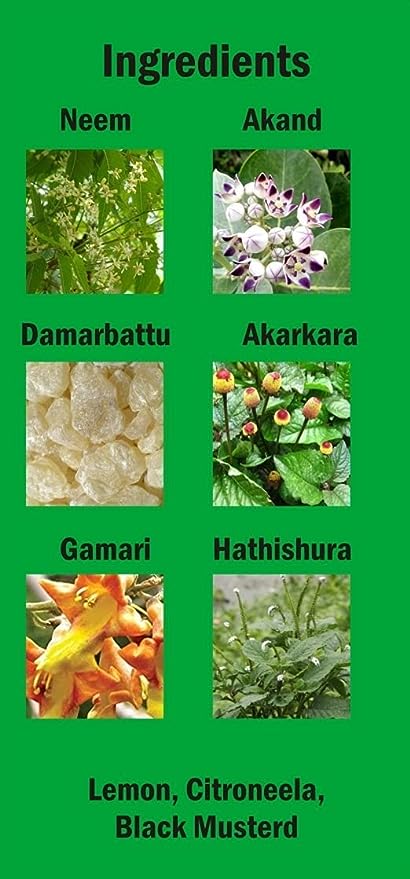 Ingredients
Neem
Akand
Damarbattu
Akarkara
Gamari
Hathishura
Lemon, Citroneela,
Black Musterd